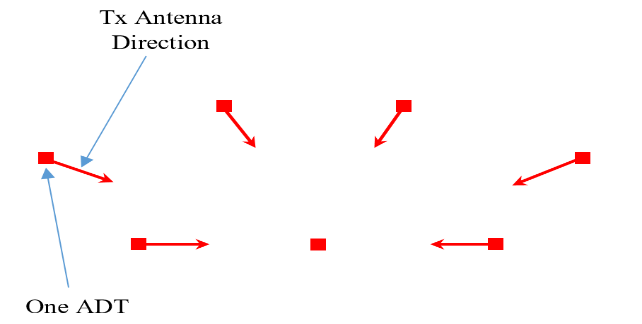 Tx Antenna
Direction
One ADT